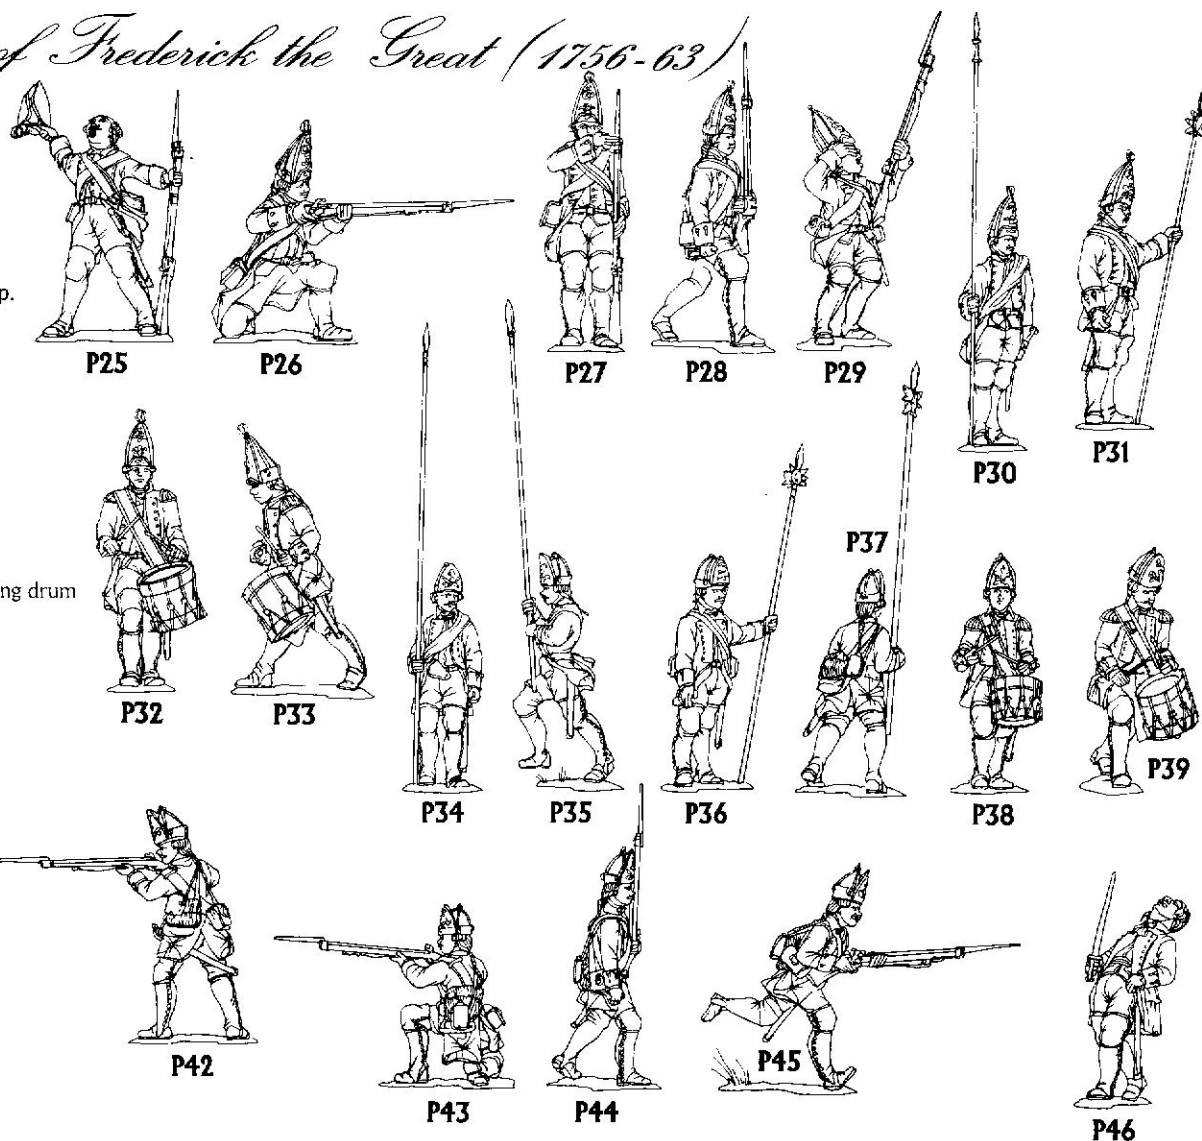 of Frederick the Great (1756-63)
p.
P25 P26 P27 P28 P29 P30 P31
ng drum
P37
P32 P33 P34 P35 P36 P38 P39
P42 P43 P44 P45 P46